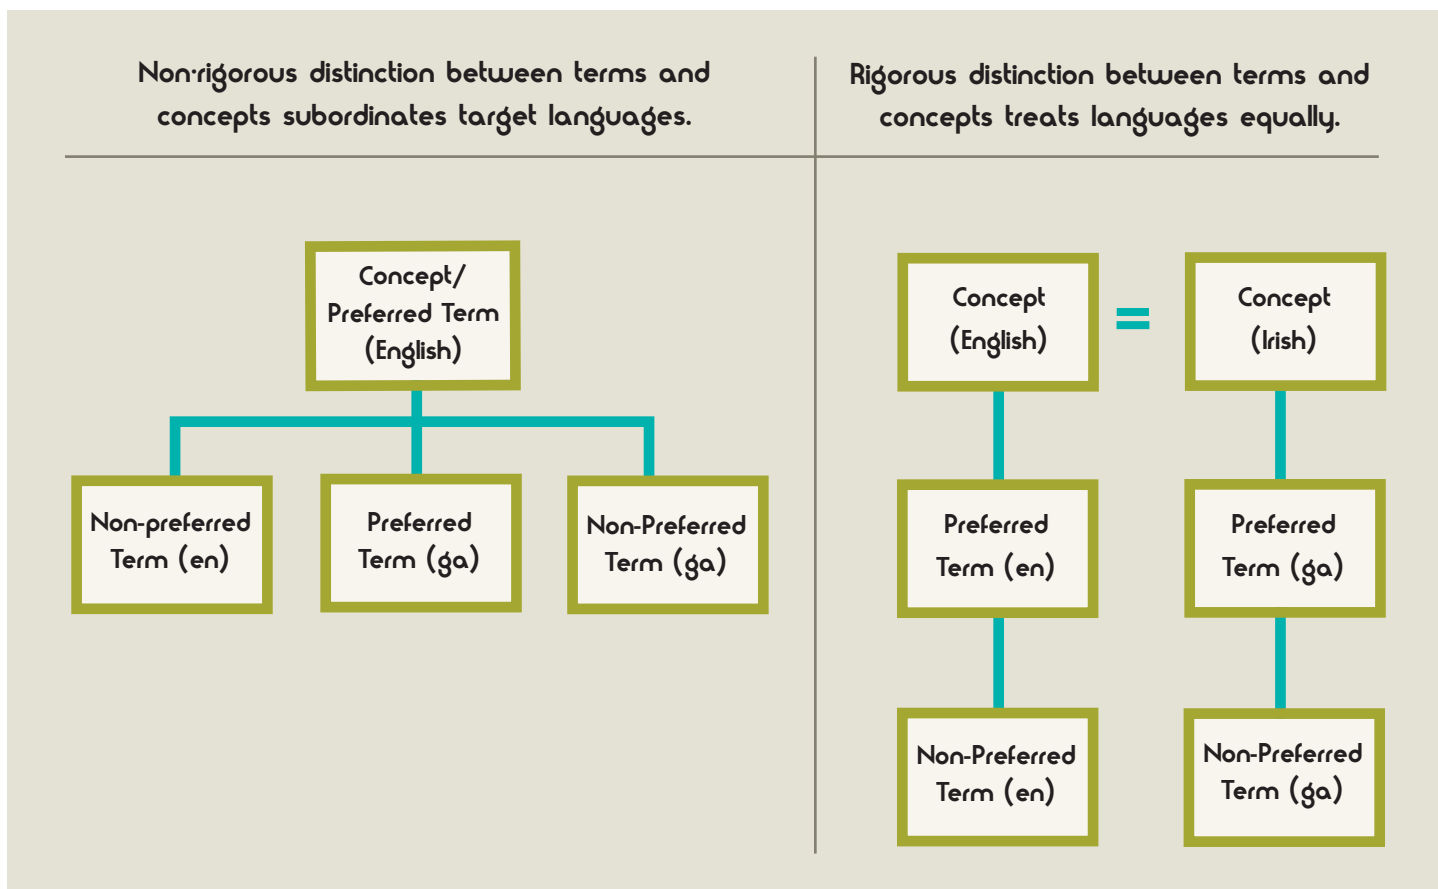 Non-rigorous distinction between terms and
concepts subordinates target languages.
Rigorous distinction between terms and
concepts treats languages equally.
Concept/
Preferred Term
(English)
Non-preferred
Term (en)
Preferred
Term (ga)
Non-Preferred
Term (ga)
Concept
(English)
=
Concept
(Irish)
Preferred
Term (en)
Preferred
Term (ga)
Non-Preferred
Term (en)
Non-Preferred
Term (ga)